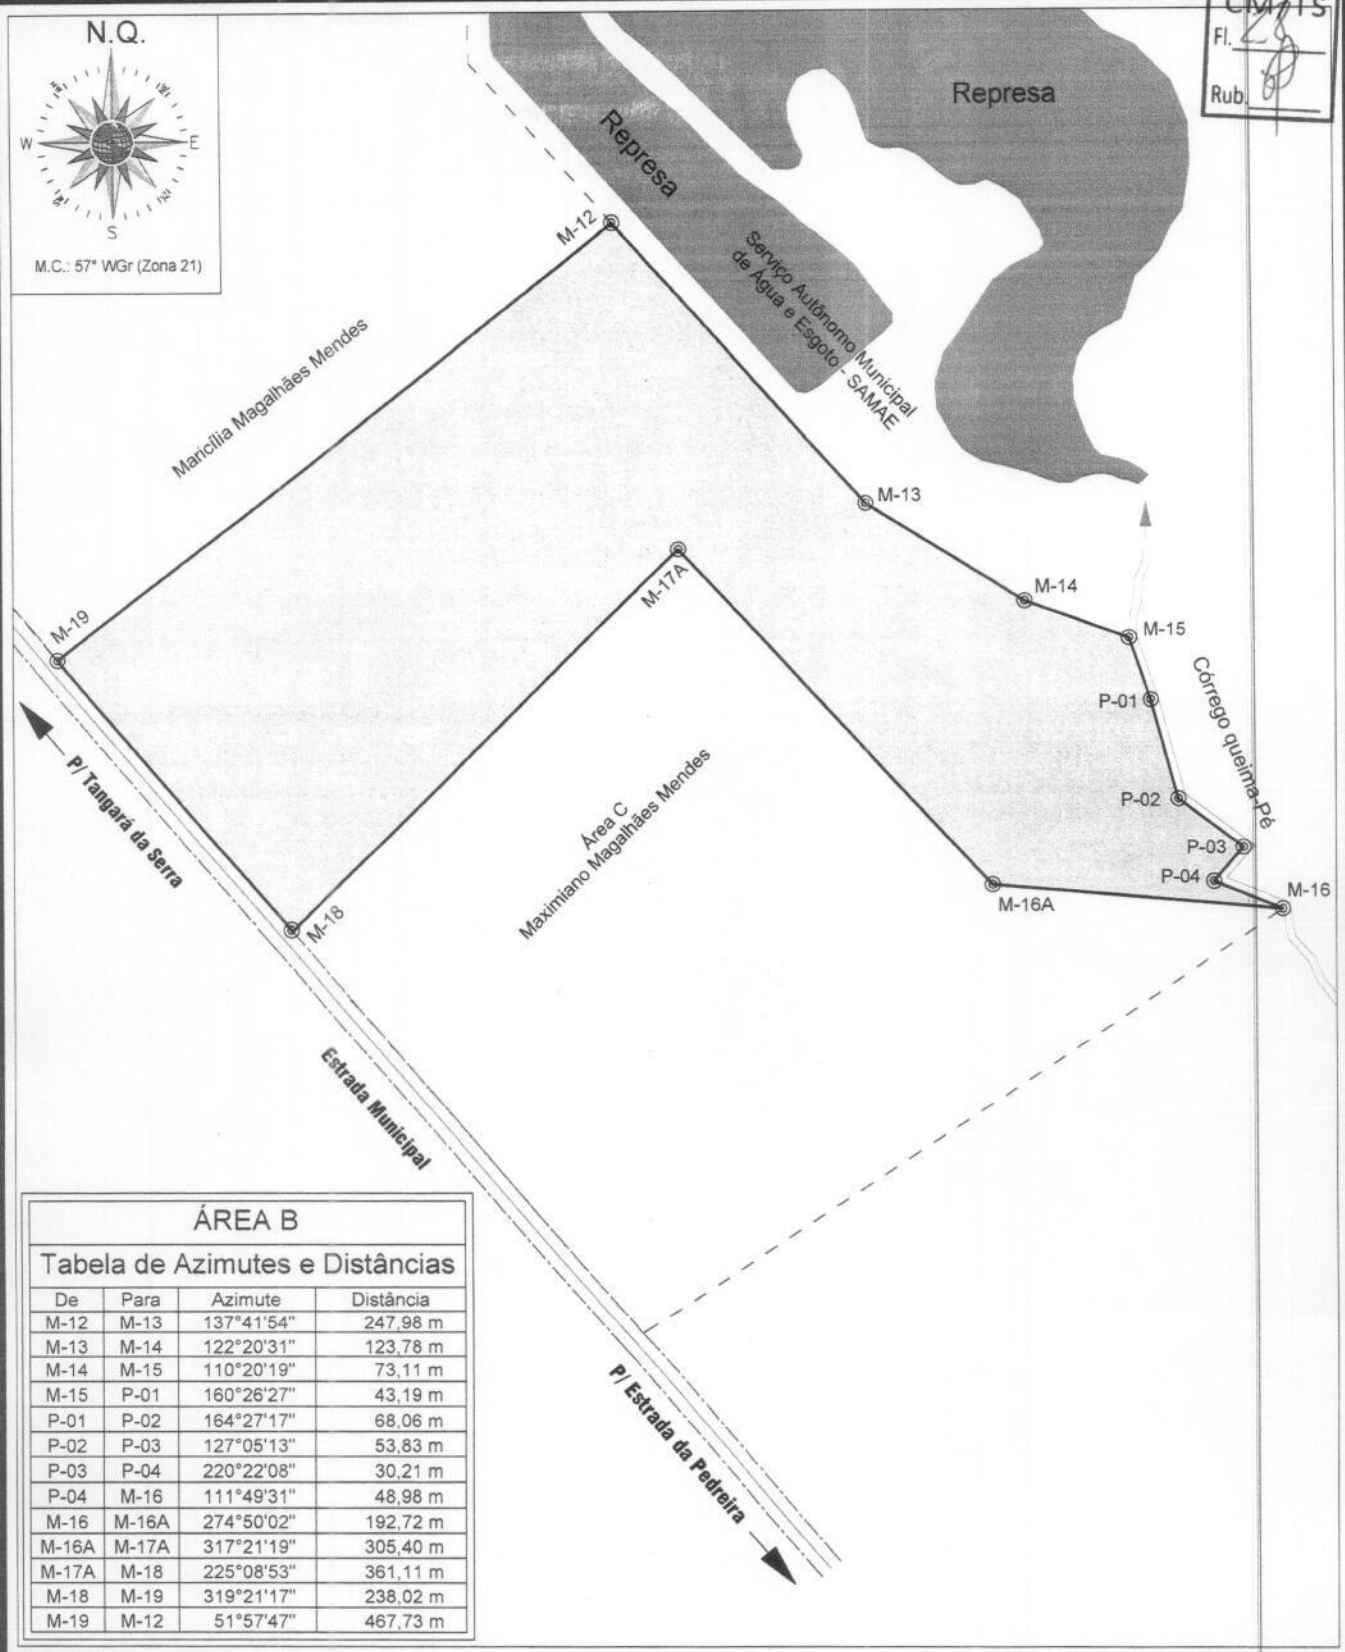 N.Q.
W
E
S
M.C.: 57° WGr (Zona 21)
CM/TS
Fl.
Rub.
Represa
Represa
Serviço Autônomo Municipal
de Água e Esgoto - SAMAE
M-12
Maricília Magalhães Mendes
M-13
M-17A
M-14
M-15
M-19
P-01
Córrego queima-Pé
P-02
P/ Tangará da Serra
Área C
Maximiano Magalhães Mendes
P-03
P-04
M-16A
M-16
M-18
Estrada Municipal
P/ Estrada da Pedreira
ÁREA B
Tabela de Azimutes e Distâncias
De Para Azimute Distância
M-12 M-13 137°41'54" 247,98 m
M-13 M-14 122°20'31" 123,78 m
M-14 M-15 110°20'19" 73,11 m
M-15 P-01 160°26'27" 43,19 m
P-01 P-02 164°27'17" 68,06 m
P-02 P-03 127°05'13" 53,83 m
P-03 P-04 220°22'08" 30,21 m
P-04 M-16 111°49'31" 48,98 m
M-16 M-16A 274°50'02" 192,72 m
M-16A M-17A 317°21'19" 305,40 m
M-17A M-18 225°08'53" 361,11 m
M-18 M-19 319°21'17" 238,02 m
M-19 M-12 51°57'47" 467,73 m